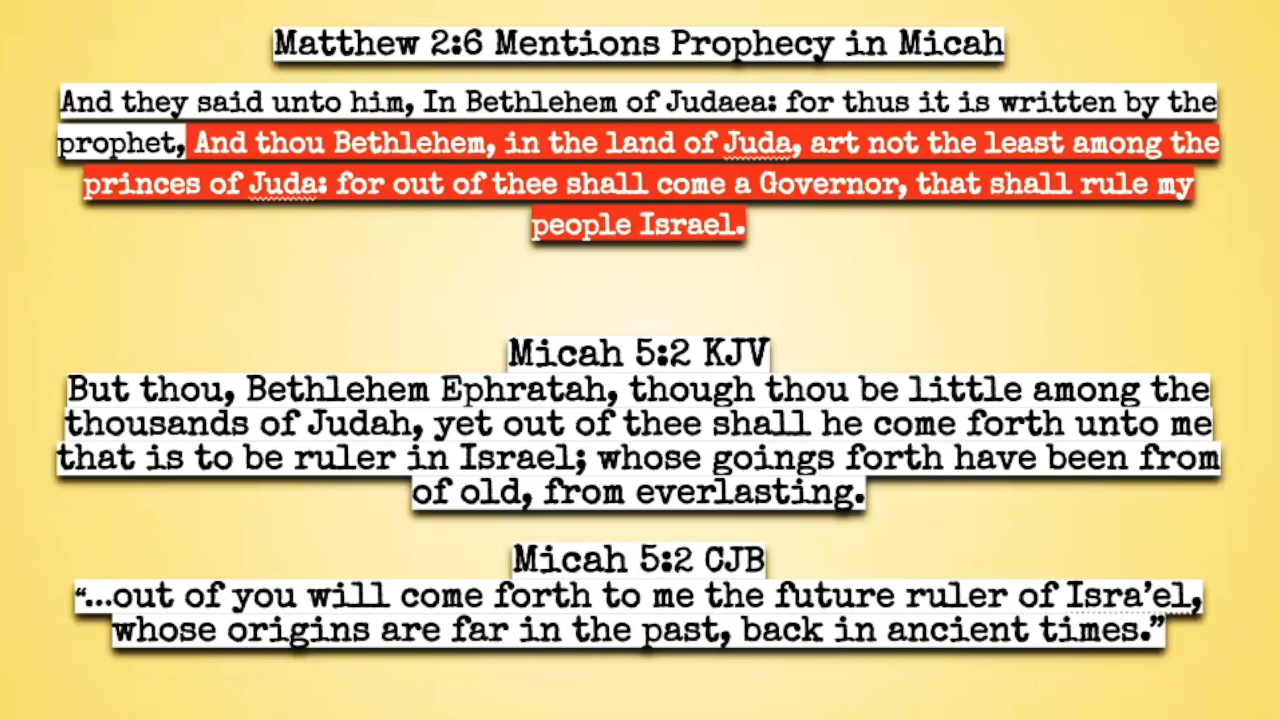 Matthew 2:6 Mentions Prophecy in Micah
And they said unto him, In Bethlehem of Judaea: for thus it is written by the
prophet, And thou Bethlehem, in the land of Juda, art not the least among the
princes of Juda: for out of thee shall come a Governor, that shall rule my
people Israel.
Micah 5:2 KJV
But thou, Bethlehem Ephratah, though thou be little among the
thousands of Judah, yet out of thee shall he come forth unto me
that is to be ruler in Israel; whose goings forth have been from
of old, from everlasting.
Micah 5:2 CJB
“...out of you will come forth to me the future ruler of Isra’el,
whose origins are far in the past, back in ancient times.”